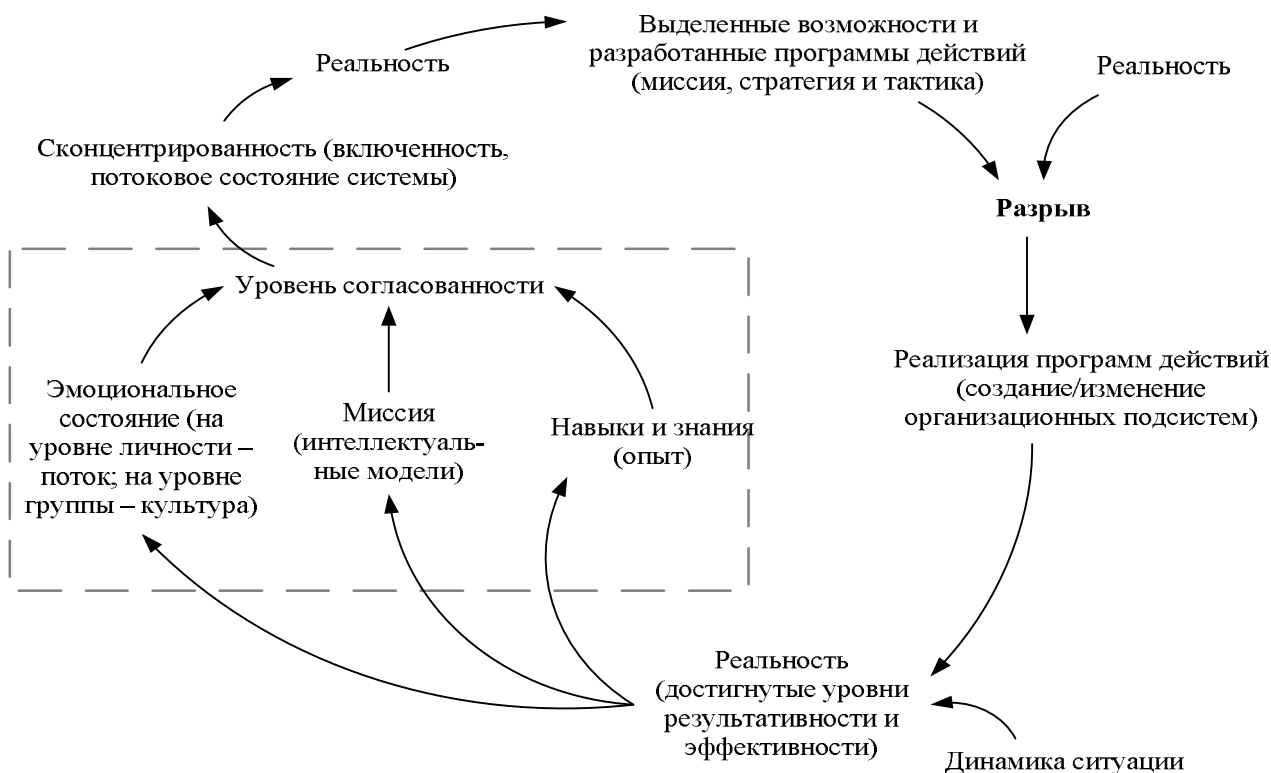 Выделенные возможности и
разработанные программы действий
(миссия, стратегия и тактика)
Реальность
Реальность
Сконцентрированность (включенность,
потоковое состояние системы)
Разрыв
Уровень согласованности
Реализация программ действий
(создание/изменение
организационных подсистем)
Эмоциональное
состояние (на
уровне личности –
поток; на уровне
группы – культура)
Миссия
(интеллектуаль-
ные модели)
Навыки и знания
(опыт)
Реальность
(достигнутые уровни
результативности и
эффективности)
Динамика ситуации